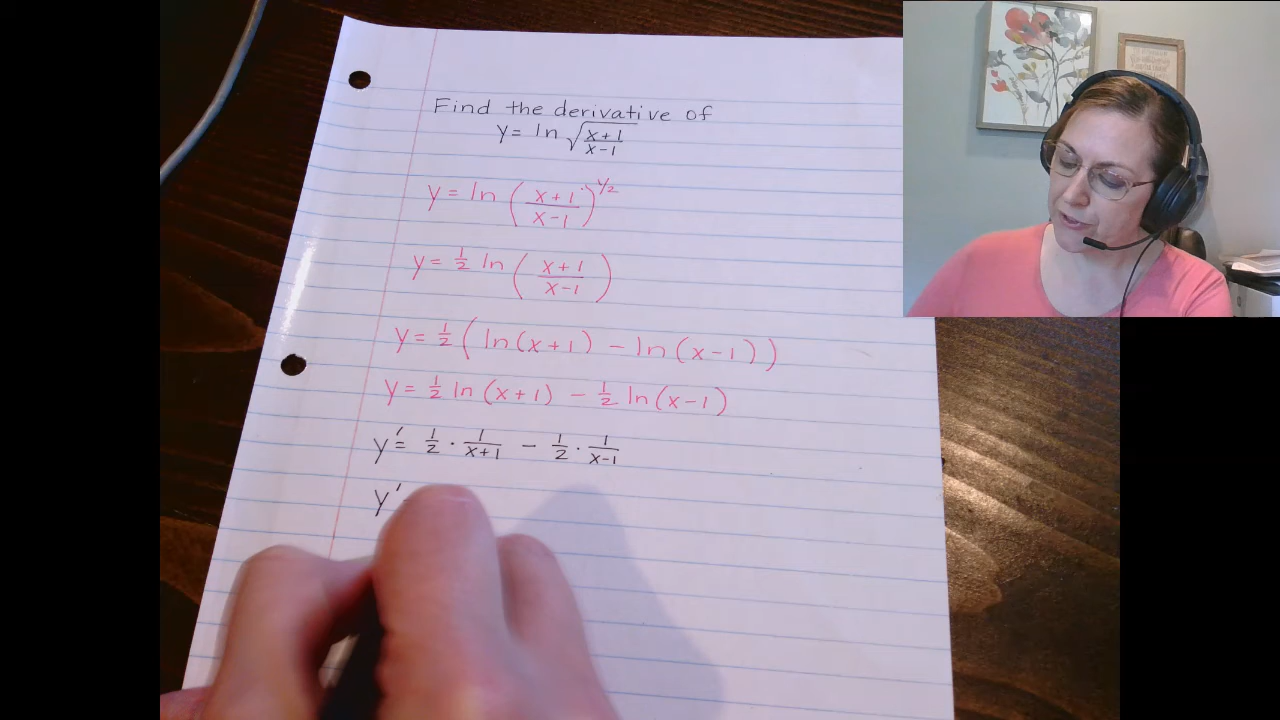 Find the derivative of
y = ln √((x+1)/(x-1))
y = ln ((x+1)/(x-1))^(1/2)
y = 1/2 ln ((x+1)/(x-1))
y = 1/2 (ln(x+1) - ln(x-1))
y = 1/2 ln(x+1) - 1/2 ln(x-1)
y' = 1/2 · 1/(x+1) - 1/2 · 1/(x-1)
y'